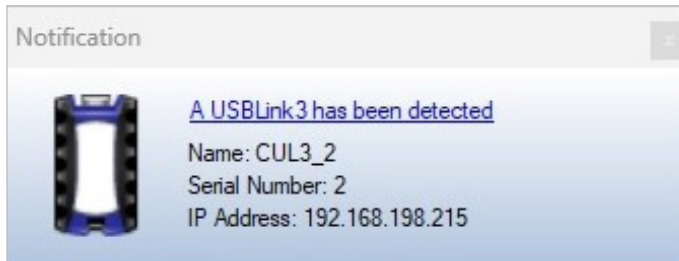 Notification
A USBLink3 has been detected
Name: CUL3_2
Serial Number: 2
IP Address: 192.168.198.215